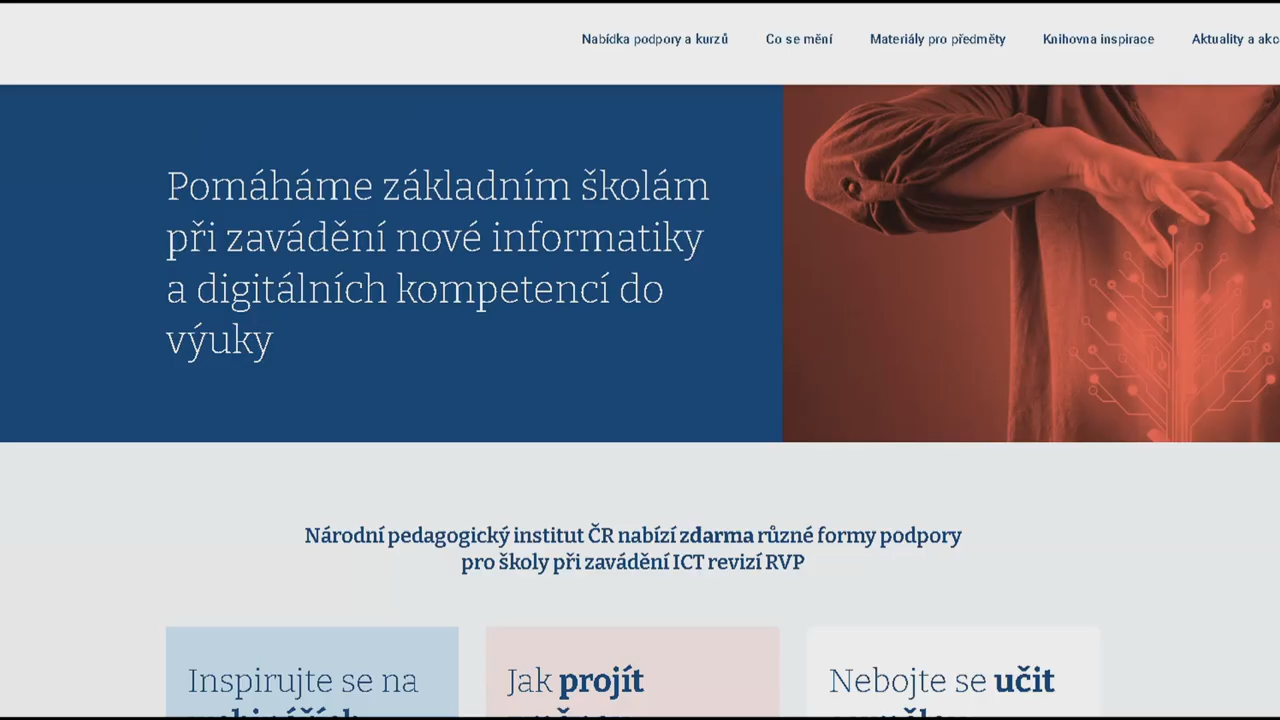 Nabídka podpory a kurzů Co se mění Materiály pro předměty Knihovna inspirace Aktuality a
Pomáháme základním školám
při zavádění nové informatiky
a digitálních kompetencí do
výuky
Národní pedagogický institut ČR nabízí zdarma různé formy podpory
pro školy při zavádění ICT revizí RVP
Inspirujte se na
Jak projít
Nebojte se učit